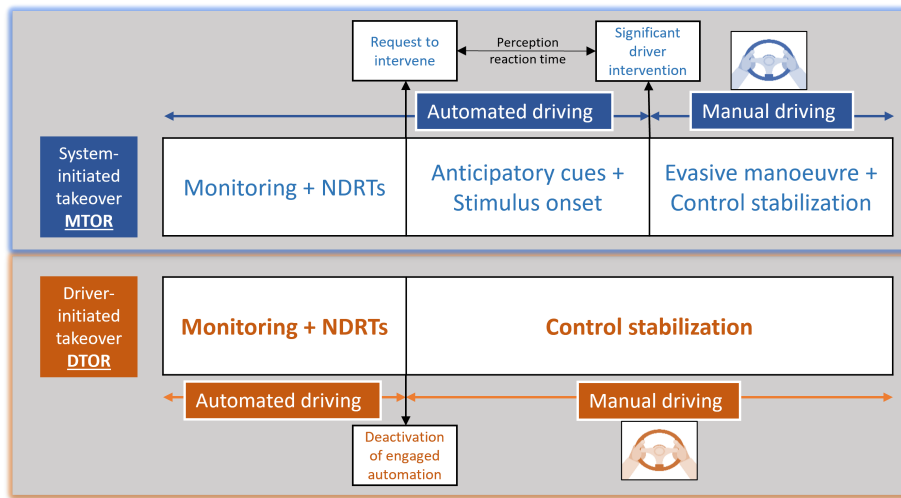 Request to
intervene
Perception
reaction time
Significant
driver
intervention
Automated driving
Manual driving
System-
initiated
takeover
MTOR
Monitoring + NDRTs
Anticipatory cues +
Stimulus onset
Evasive manoeuvre +
Control stabilization
Driver-
initiated
takeover
DTOR
Monitoring + NDRTs
Control stabilization
Automated driving
Manual driving
Deactivation
of engaged
automation